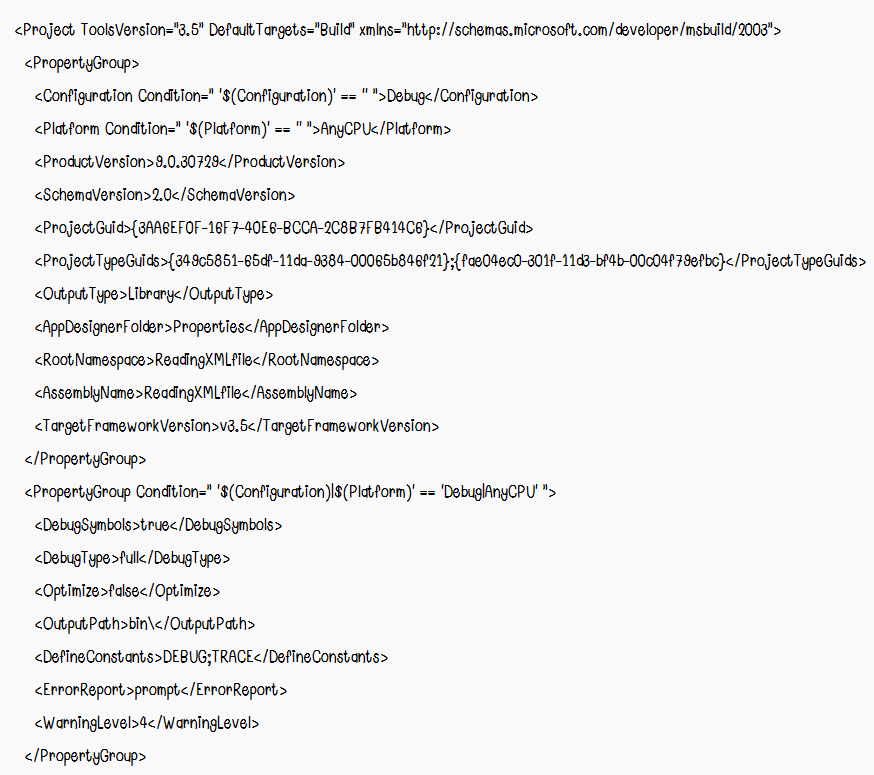 <Project ToolsVersion="3.5" DefaultTargets="Build" xmlns="http://schemas.microsoft.com/developer/msbuild/2003">
<PropertyGroup>
<Configuration Condition=" '$(Configuration)' == '' ">Debug</Configuration>
<Platform Condition=" '$(Platform)' == '' ">AnyCPU</Platform>
<ProductVersion>9.0.30729</ProductVersion>
<SchemaVersion>2.0</SchemaVersion>
<ProjectGuid>{3AA6EF0F-16F7-40E6-BCCA-2C8B7FB414C6}</ProjectGuid>
<ProjectTypeGuids>{349c5851-65df-11da-9384-00065b846f21};{fae04ec0-301f-11d3-bf4b-00c04f79efbc}</ProjectTypeGuids>
<OutputType>Library</OutputType>
<AppDesignerFolder>Properties</AppDesignerFolder>
<RootNamespace>ReadingXMLfile</RootNamespace>
<AssemblyName>ReadingXMLfile</AssemblyName>
<TargetFrameworkVersion>v3.5</TargetFrameworkVersion>
</PropertyGroup>
<PropertyGroup Condition=" '$(Configuration)|$(Platform)' == 'Debug|AnyCPU' ">
<DebugSymbols>true</DebugSymbols>
<DebugType>full</DebugType>
<Optimize>false</Optimize>
<OutputPath>bin\</OutputPath>
<DefineConstants>DEBUG;TRACE</DefineConstants>
<ErrorReport>prompt</ErrorReport>
<WarningLevel>4</WarningLevel>
</PropertyGroup>